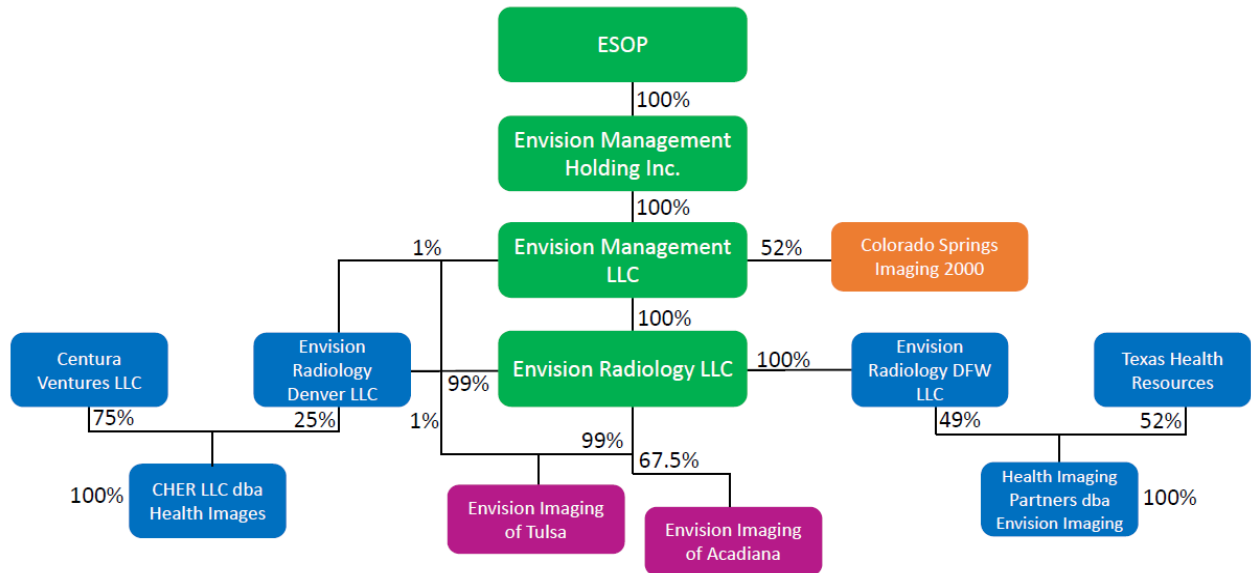 ESOP
100%
Envision Management
Holding Inc.
100%
1%
Envision Management
LLC
52%
Colorado Springs
Imaging 2000
100%
Centura
Ventures LLC
Envision
Radiology
Denver LLC
99%
Envision Radiology LLC
100%
Envision
Radiology DFW
LLC
Texas Health
Resources
75%
25%
1%
99%
67.5%
49%
52%
100%
CHER LLC dba
Health Images
Envision Imaging
of Tulsa
Envision Imaging
of Acadiana
Health Imaging
Partners dba
Envision Imaging
100%